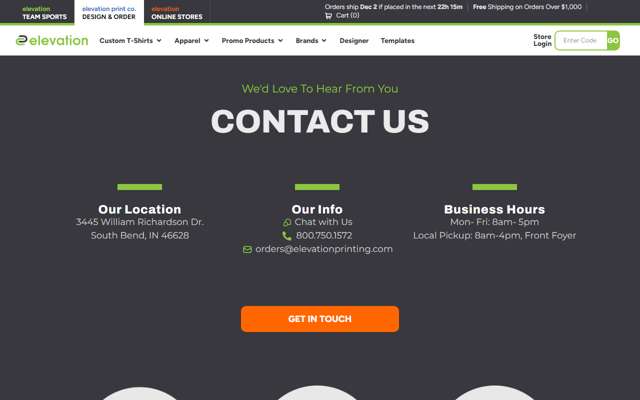 elevation
TEAM SPORTS
elevation print co.
DESIGN & ORDER
elevation
ONLINE STORES
Orders ship Dec 2 if placed in the next 22h 15m
Free Shipping on Orders Over $1,000
Cart (0)
elevation
Custom T-Shirts
Apparel
Promo Products
Brands
Designer
Templates
Store Login
Enter Code
GO
We'd Love To Hear From You
CONTACT US
Our Location
3445 William Richardson Dr.
South Bend, IN 46628
Our Info
Chat with Us
800.750.1572
orders@elevationprinting.com
Business Hours
Mon- Fri: 8am- 5pm
Local Pickup: 8am-4pm, Front Foyer
GET IN TOUCH